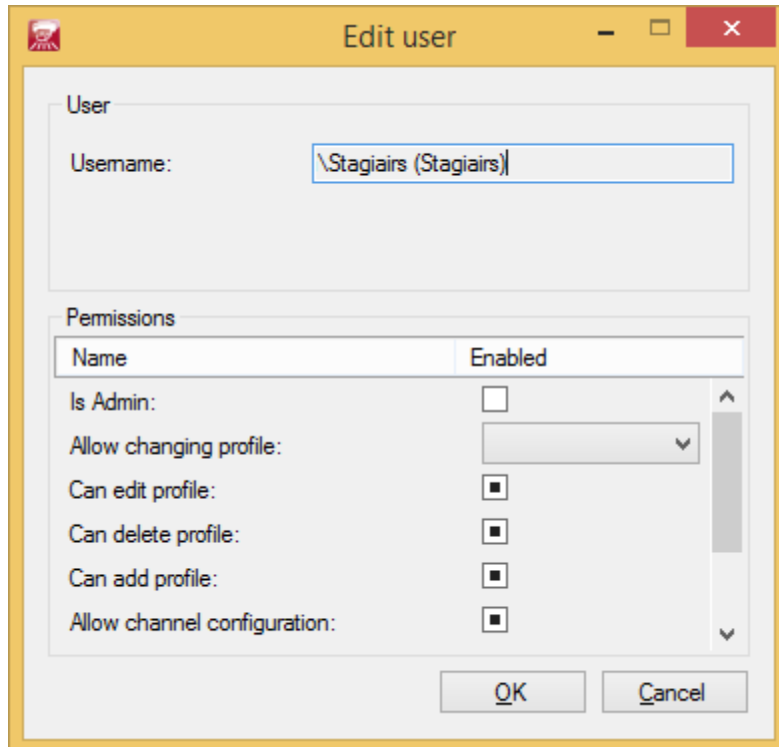 Edit user
User
Username: \Stagiairs (Stagiairs)
Permissions
Name Enabled
Is Admin:
Allow changing profile:
Can edit profile:
Can delete profile:
Can add profile:
Allow channel configuration:
OK Cancel